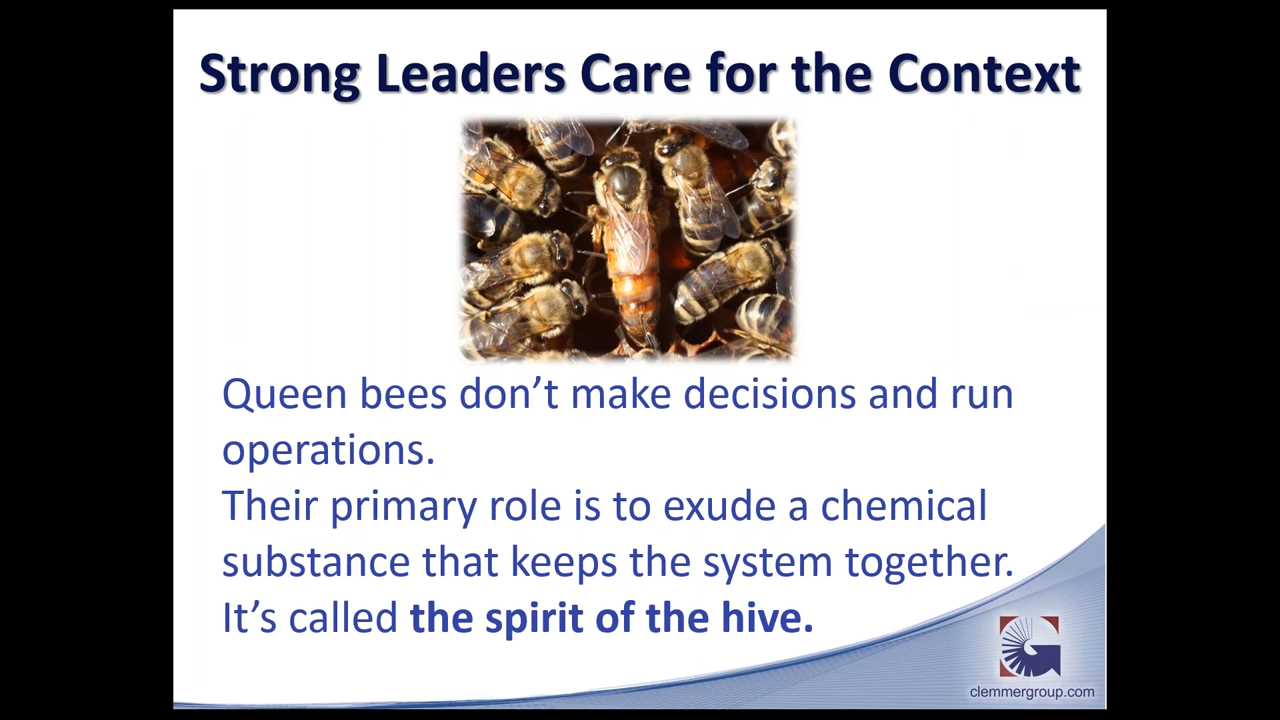 Strong Leaders Care for the Context
Queen bees don’t make decisions and run
operations.
Their primary role is to exude a chemical
substance that keeps the system together.
It’s called the spirit of the hive.
clemmergroup.com